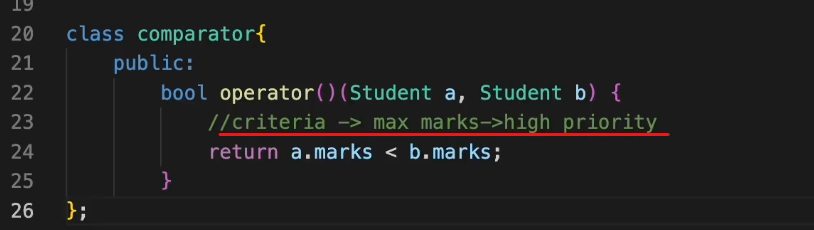 19
20 class comparator{
21 public:
22 bool operator()(Student a, Student b) {
23 //criteria -> max marks->high priority
24 return a.marks < b.marks;
25 }
26 };